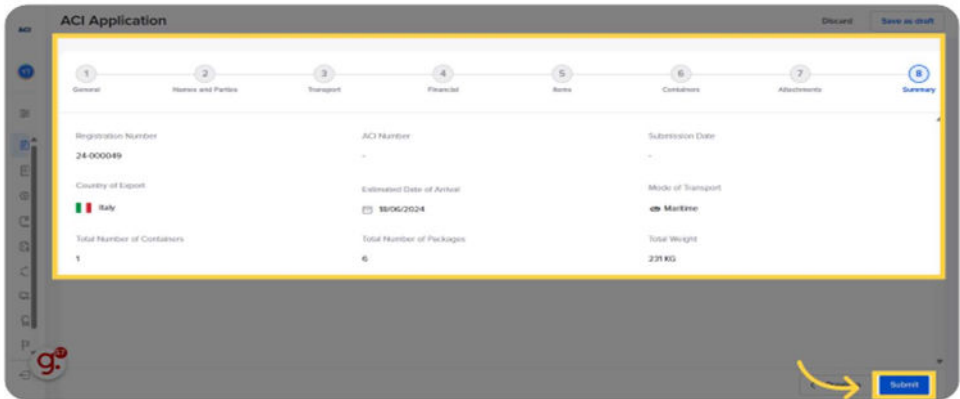 ACI
ACI Application
Discard
Save as draft
1
2
3
4
5
6
7
8
General
Names and Parties
Transport
Financial
Items
Containers
Attachments
Summary
Registration Number
ACI Number
Submission Date
24-000049
-
-
Country of Export
Estimated Date of Arrival
Mode of Transport
Italy
18/06/2024
Maritime
Total Number of Containers
Total Number of Packages
Total Weight
1
6
231 KG
g.
Submit